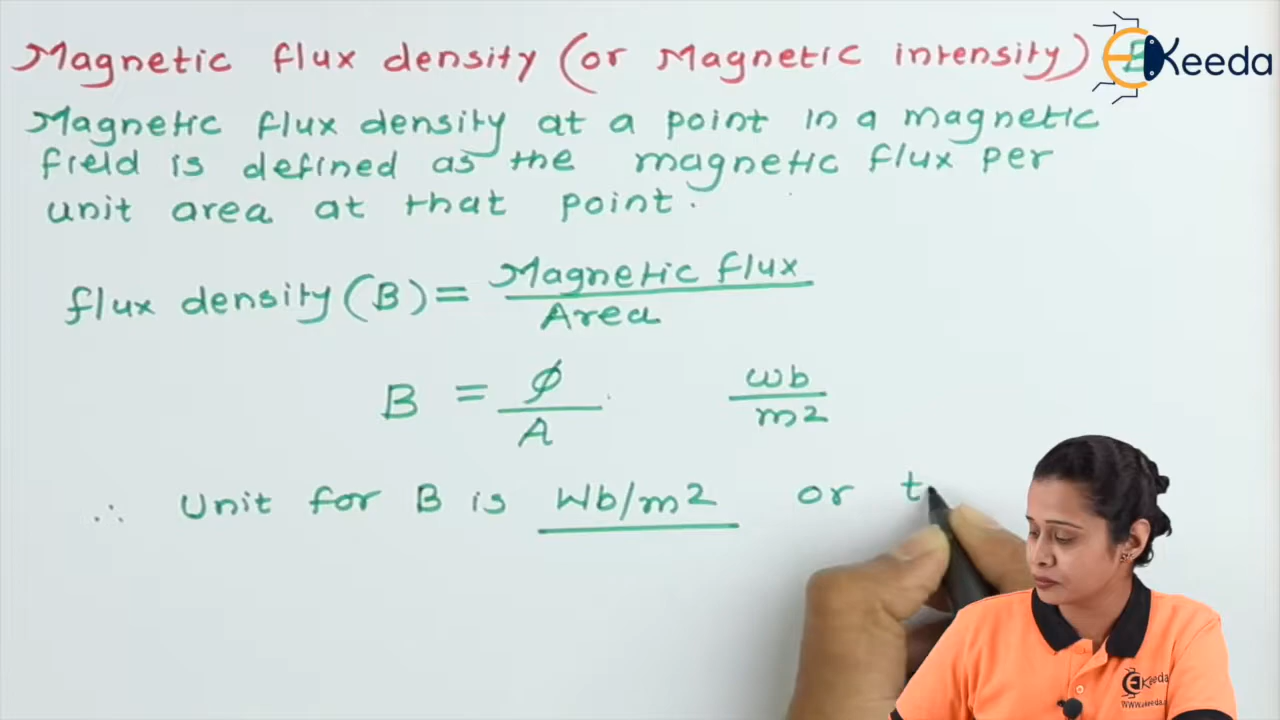 Magnetic flux density (or Magnetic intensity) B
EKeeda
Magnetic flux density at a point in a magnetic
field is defined as the magnetic flux per
unit area at that point.
flux density (B) = Magnetic flux
Area
B = ϕ
A
wb
m2
∴ Unit for B is Wb/m2 or t
EKeeda